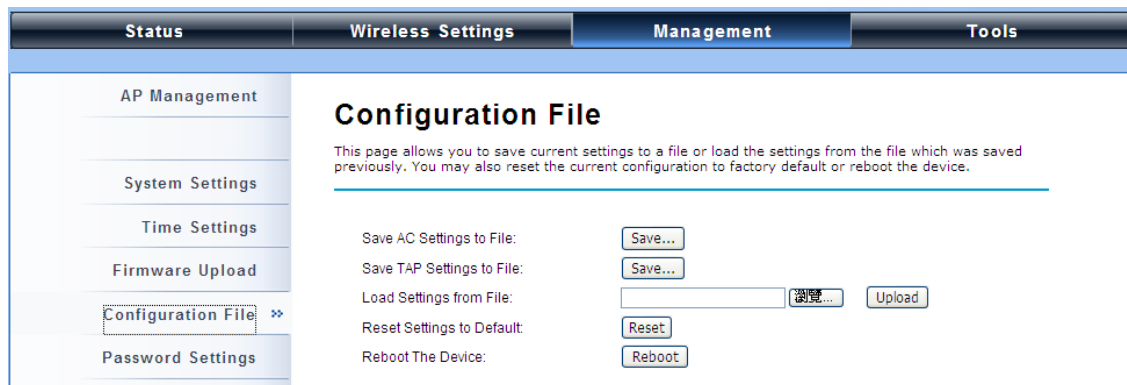 Status Wireless Settings Management Tools
AP Management
System Settings
Time Settings
Firmware Upload
Configuration File »
Password Settings
Configuration File
This page allows you to save current settings to a file or load the settings from the file which was saved
previously. You may also reset the current configuration to factory default or reboot the device.
Save AC Settings to File: Save...
Save TAP Settings to File: Save...
Load Settings from File: 瀏覽... Upload
Reset Settings to Default: Reset
Reboot The Device: Reboot